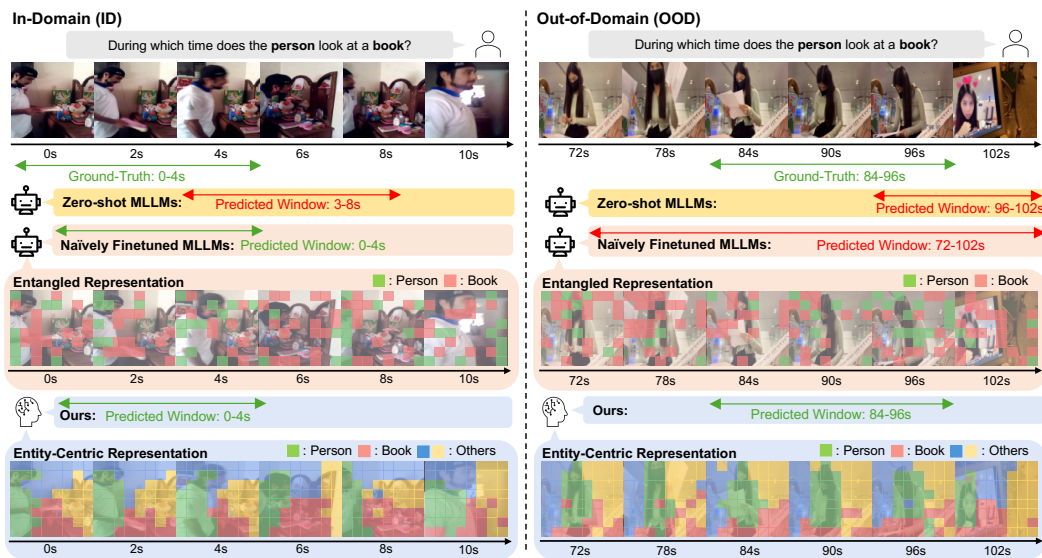 In-Domain (ID)
During which time does the person look at a book?
0s 2s 4s 6s 8s 10s
Ground-Truth: 0-4s
Zero-shot MLLMs: Predicted Window: 3-8s
Naïvely Finetuned MLLMs: Predicted Window: 0-4s
Entangled Representation : Person : Book
0s 2s 4s 6s 8s 10s
Ours: Predicted Window: 0-4s
Entity-Centric Representation : Person : Book : Others
0s 2s 4s 6s 8s 10s
Out-of-Domain (OOD)
During which time does the person look at a book?
72s 78s 84s 90s 96s 102s
Ground-Truth: 84-96s
Zero-shot MLLMs: Predicted Window: 96-102s
Naïvely Finetuned MLLMs: Predicted Window: 72-102s
Entangled Representation : Person : Book
72s 78s 84s 90s 96s 102s
Ours: Predicted Window: 84-96s
Entity-Centric Representation : Person : Book : Others
72s 78s 84s 90s 96s 102s